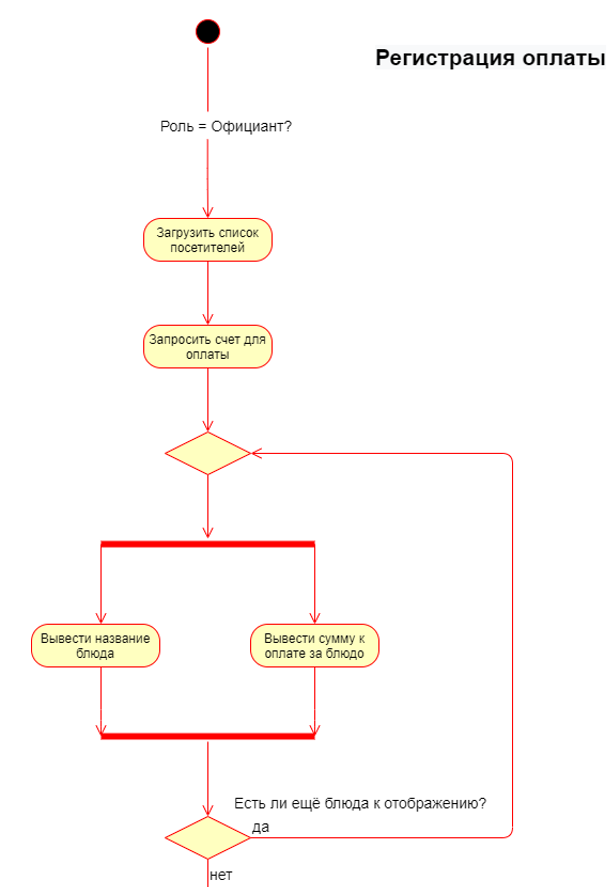 Регистрация оплаты
Роль = Официант?
Загрузить список
посетителей
Запросить счет для
оплаты
Вывести название
блюда
Вывести сумму к
оплате за блюдо
Есть ли ещё блюда к отображению?
да
нет